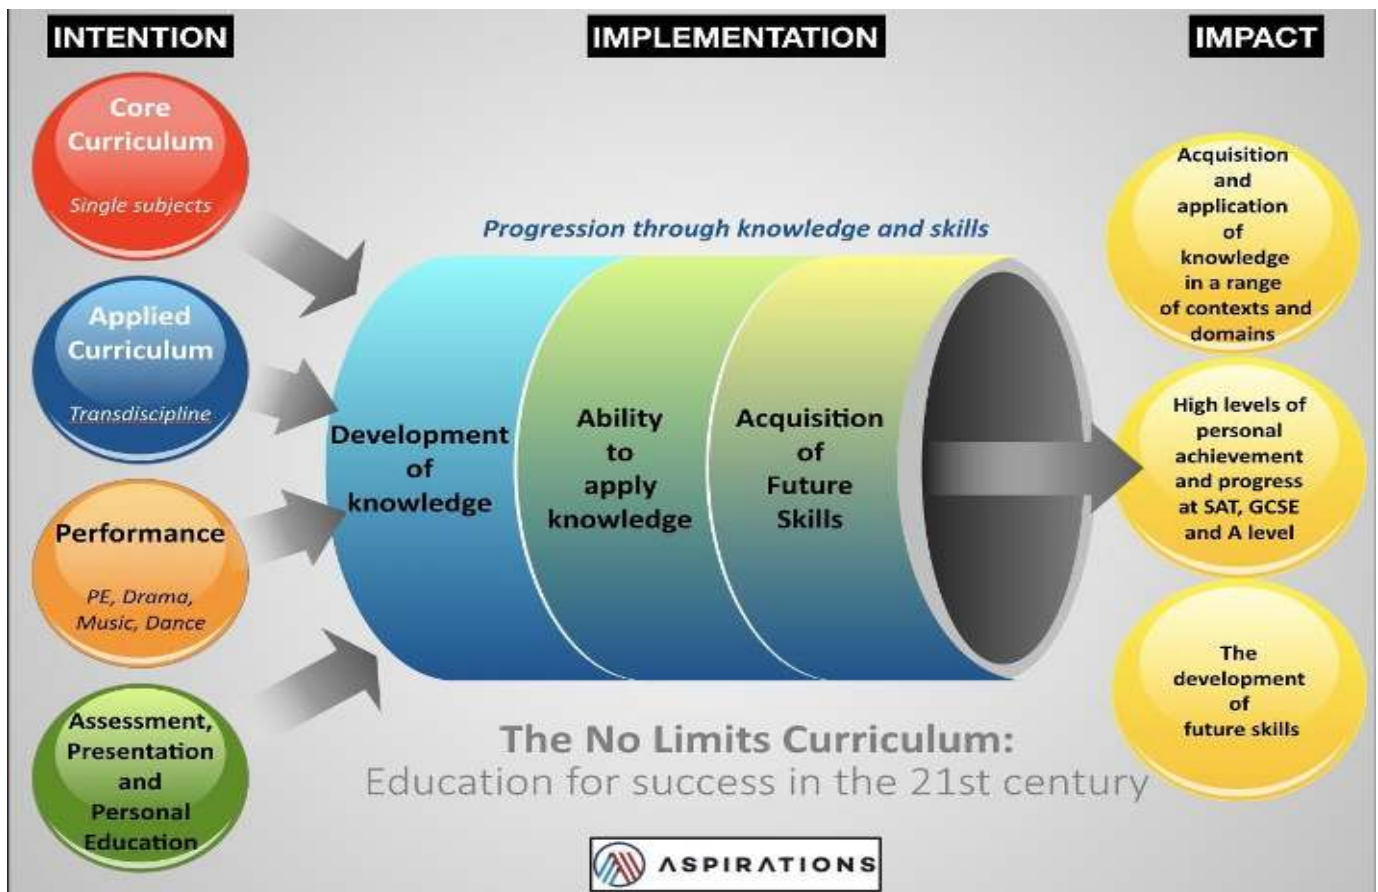 INTENTION
Core
Curriculum
Single subjects
Applied
Curriculum
Transdiscipline
Performance
PE, Drama,
Music, Dance
Assessment,
Presentation
and
Personal
Education
IMPLEMENTATION
Progression through knowledge and skills
Development
of
knowledge
Ability
to
apply
knowledge
Acquisition
of
Future
Skills
The No Limits Curriculum:
Education for success in the 21st century
ASPIRATIONS
IMPACT
Acquisition
and
application
of
knowledge
in a range
of contexts and
domains
High levels of
personal
achievement
and progress
at SAT, GCSE
and A level
The
development
of
future skills